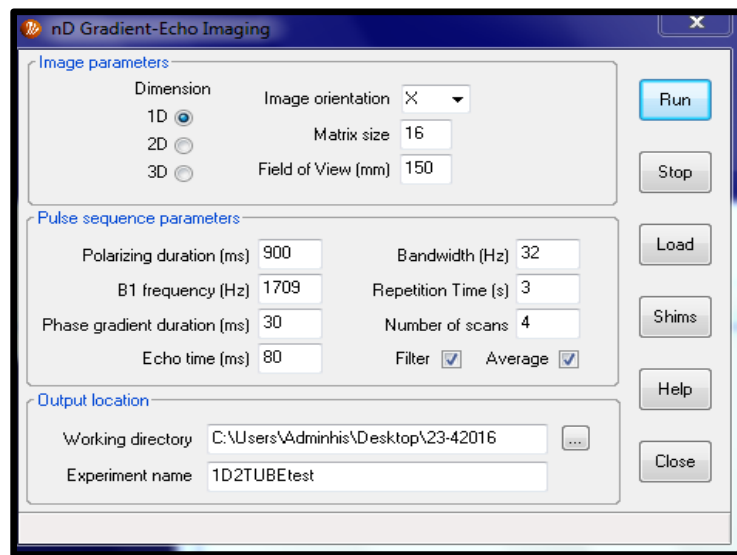 nD Gradient-Echo Imaging
x
Image parameters
Dimension
1D
2D
3D
Image orientation X
Matrix size 16
Field of View (mm) 150
Pulse sequence parameters
Polarizing duration (ms) 900
B1 frequency (Hz) 1709
Phase gradient duration (ms) 30
Echo time (ms) 80
Bandwidth (Hz) 32
Repetition Time (s) 3
Number of scans 4
Filter Average
Output location
Working directory C:\Users\Adminhis\Desktop\23-42016 ...
Experiment name 1D2TUBEtest
Run
Stop
Load
Shims
Help
Close